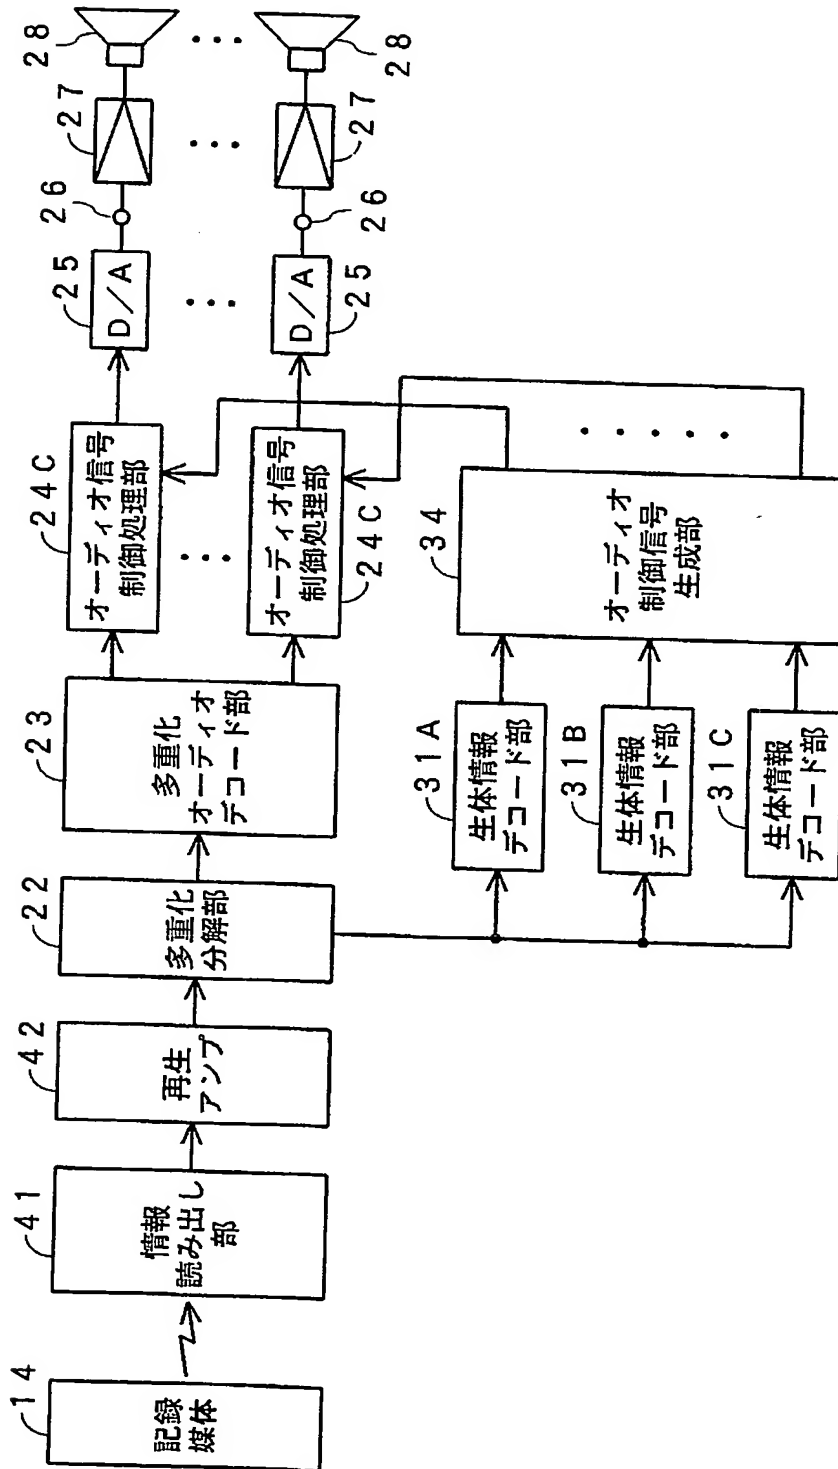 14
記録
媒体
41
情報
読み出し
部
42
再生
アンプ
22
多重化
分解部
23
多重化
オーディオ
デコード部
24C
オーディオ信号
制御処理部
25
D/A
26
27
28
オーディオ信号
制御処理部
24C
D/A
25
26
27
28
31A
生体情報
デコード部
31B
生体情報
デコード部
31C
生体情報
デコード部
34
オーディオ
制御信号
生成部